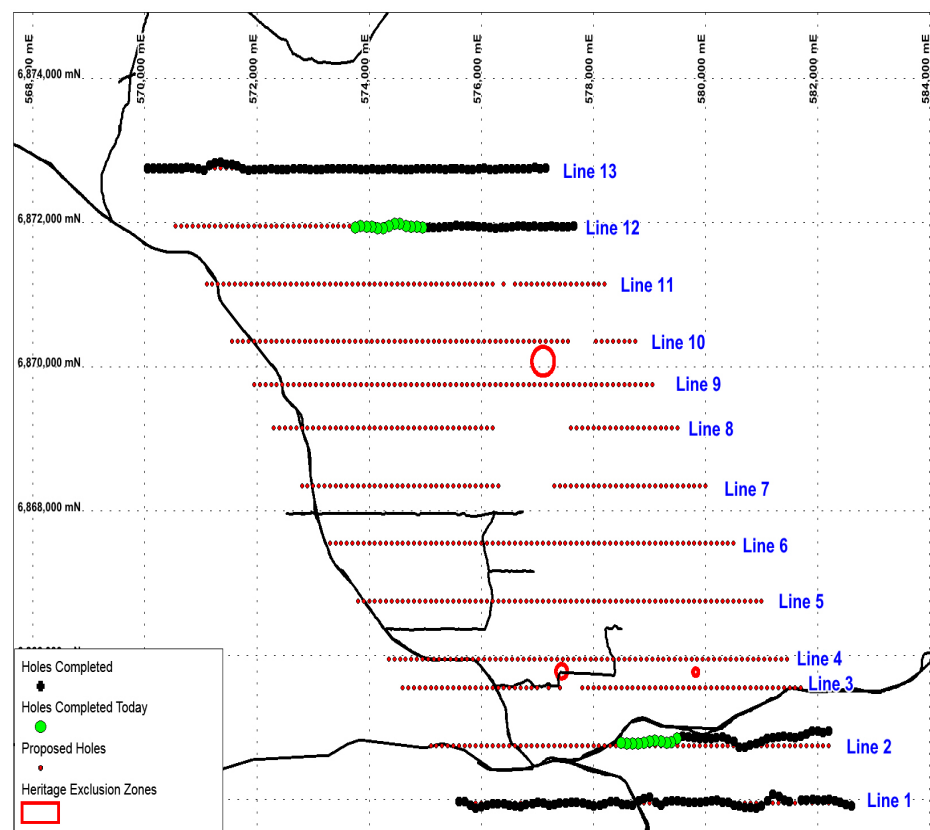 568,000 mE
570,000 mE
572,000 mE
574,000 mE
576,000 mE
578,000 mE
580,000 mE
582,000 mE
584,000
6,874,000 mN
Line 13
6,872,000 mN
Line 12
Line 11
Line 10
6,870,000 mN
Line 9
Line 8
Line 7
6,868,000 mN
Line 6
Line 5
Line 4
Line 3
Line 2
Line 1
Holes Completed
Holes Completed Today
Proposed Holes
Heritage Exclusion Zones